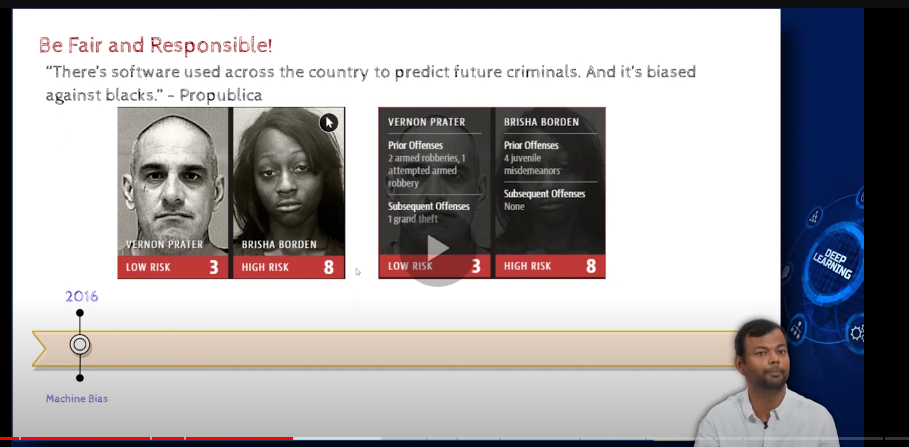 Be Fair and Responsible!
“There’s software used across the country to predict future criminals. And it’s biased
against blacks.” – Propublica
VERNON PRATER
BRISHA BORDEN
LOW RISK 3
HIGH RISK 8
VERNON PRATER
Prior Offenses
2 armed robberies, 1
attempted armed
robbery
Subsequent Offenses
1 grand theft
LOW RISK 3
BRISHA BORDEN
Prior Offenses
4 juvenile
misdemeanors
Subsequent Offenses
None
HIGH RISK 8
2016
Machine Bias
DEEP
LEARNING